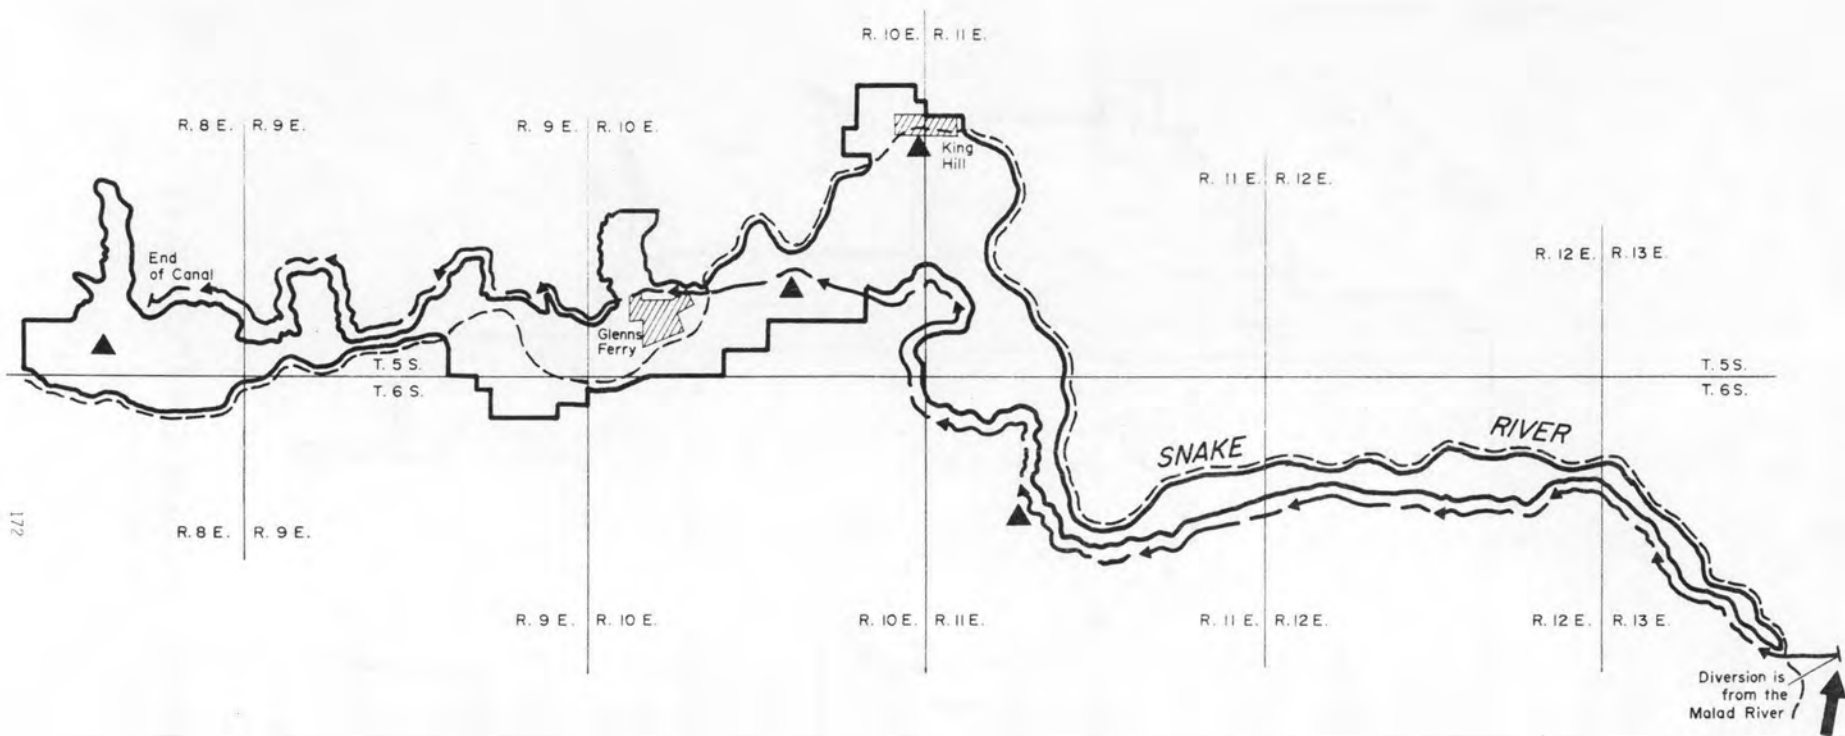 R. 10 E. R. 11 E.
R. 8 E. R. 9 E.
R. 9 E. R. 10 E.
King
Hill
R. 11 E. R. 12 E.
R. 12 E. R. 13 E.
End
of Canal
Glenns
Ferry
T. 5 S.
T. 6 S.
T. 5 S.
T. 6 S.
SNAKE RIVER
172
R. 8 E. R. 9 E.
R. 9 E. R. 10 E.
R. 10 E. R. 11 E.
R. 11 E. R. 12 E.
R. 12 E. R. 13 E.
Diversion is
from the
Malad River